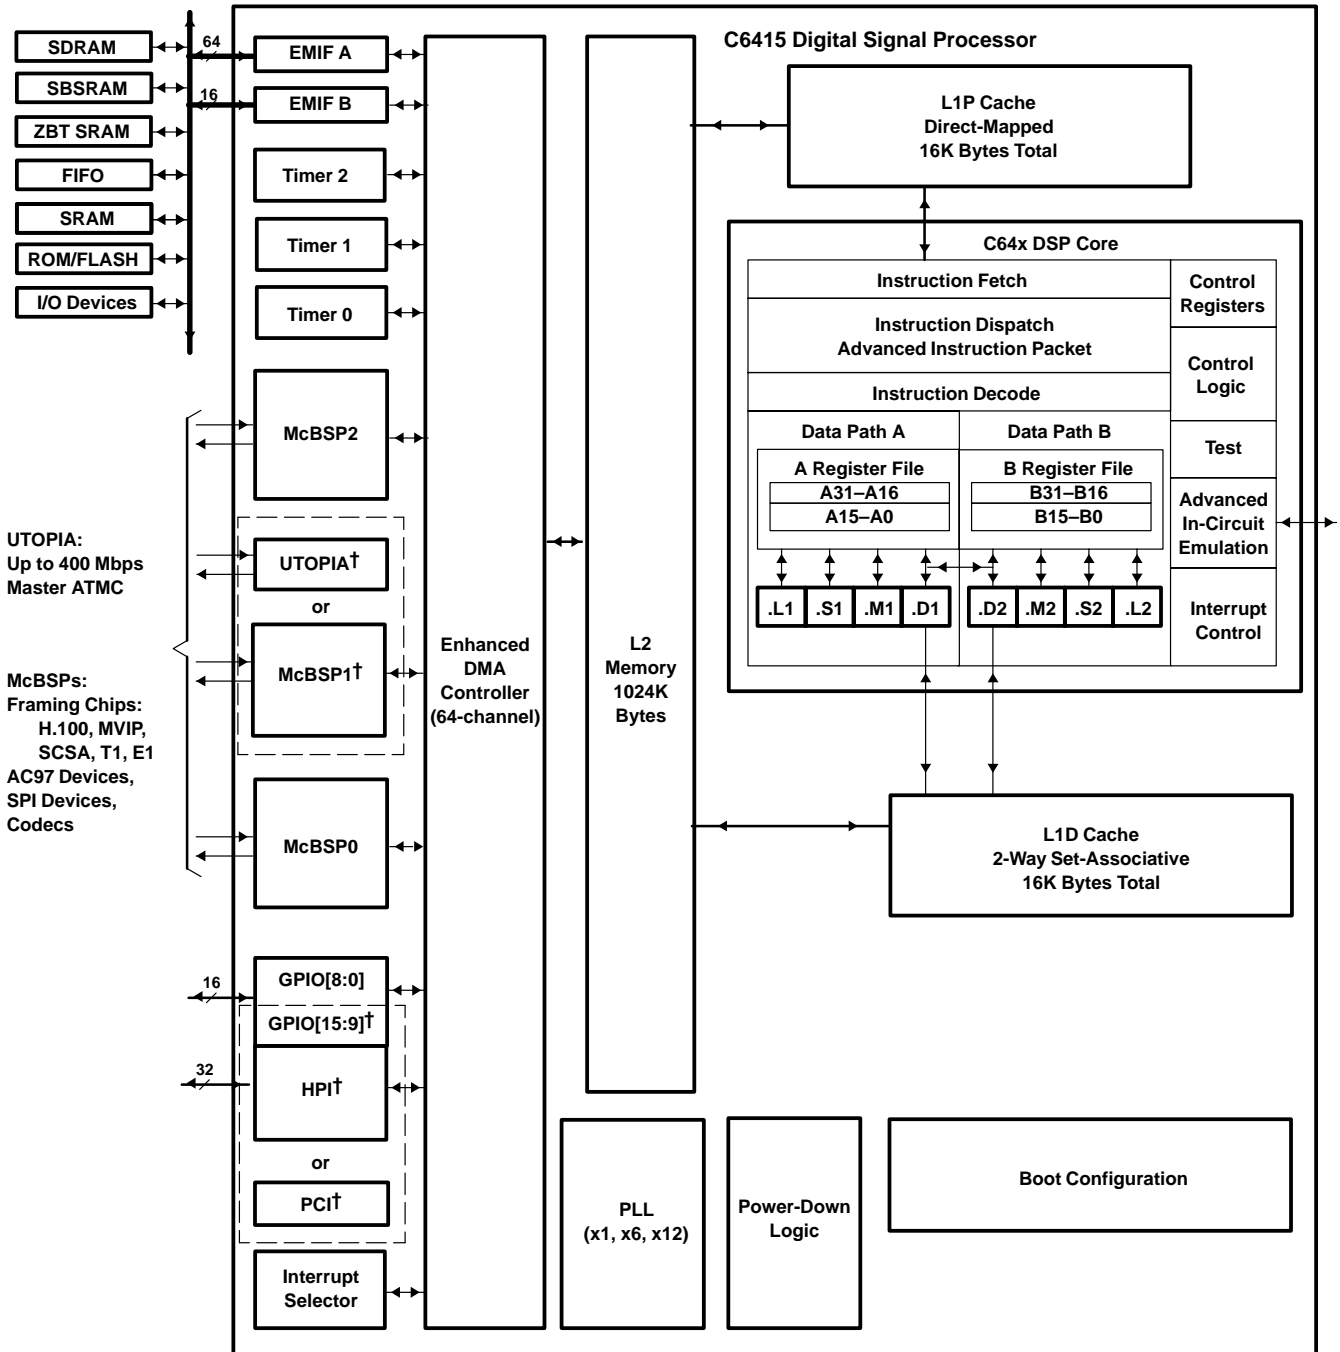 C6415 Digital Signal Processor
SDRAM
SBSRAM
ZBT SRAM
FIFO
SRAM
ROM/FLASH
I/O Devices
64
16
EMIF A
EMIF B
Timer 2
Timer 1
Timer 0
McBSP2
UTOPIA†
or
McBSP1†
McBSP0
UTOPIA:
Up to 400 Mbps
Master ATMC
McBSPs:
Framing Chips:
H.100, MVIP,
SCSA, T1, E1
AC97 Devices,
SPI Devices,
Codecs
16
GPIO[8:0]
GPIO[15:9]†
32
HPI†
or
PCI†
Interrupt
Selector
Enhanced
DMA
Controller
(64-channel)
L2
Memory
1024K
Bytes
L1P Cache
Direct-Mapped
16K Bytes Total
C64x DSP Core
Instruction Fetch
Instruction Dispatch
Advanced Instruction Packet
Instruction Decode
Data Path A
A Register File
A31–A16
A15–A0
.L1 .S1 .M1 .D1
Data Path B
B Register File
B31–B16
B15–B0
.D2 .M2 .S2 .L2
Control
Registers
Control
Logic
Test
Advanced
In-Circuit
Emulation
Interrupt
Control
L1D Cache
2-Way Set-Associative
16K Bytes Total
PLL
(x1, x6, x12)
Power-Down
Logic
Boot Configuration